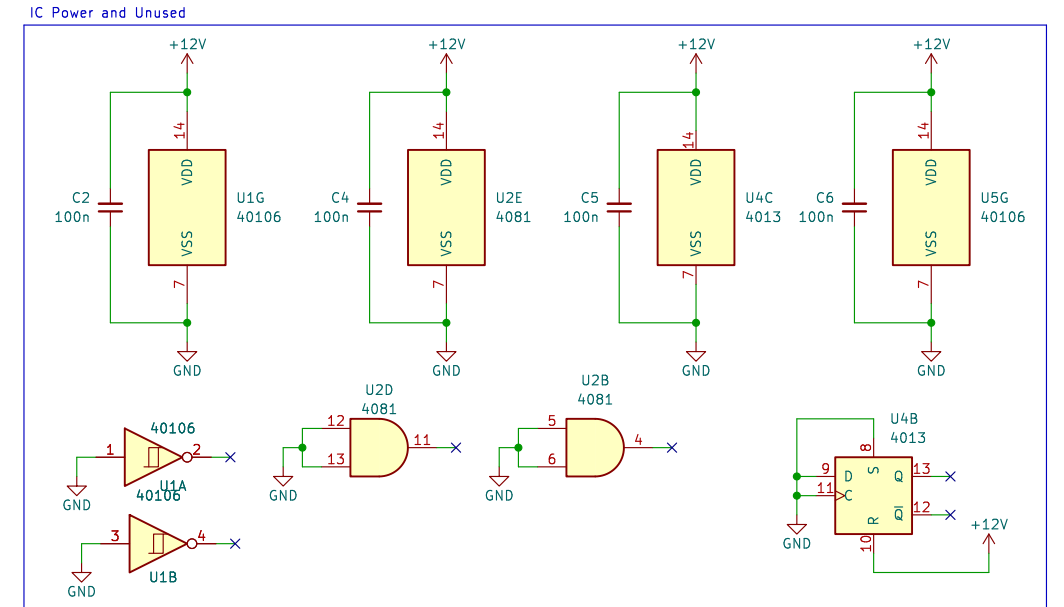 IC Power and Unused
+12V
+12V
+12V
+12V
14
14
14
14
VDD
VDD
VDD
VDD
C2
100n
U1G
40106
C4
100n
U2E
4081
C5
100n
U4C
4013
C6
100n
U5G
40106
VSS
VSS
VSS
VSS
7
7
7
7
GND
GND
GND
GND
40106
1
2
U1A
GND
40106
3
4
U1B
GND
U2D
4081
12
13
11
GND
U2B
4081
5
6
4
GND
U4B
4013
8
9
D
S
Q
13
11
C
R
Q
12
10
GND
+12V